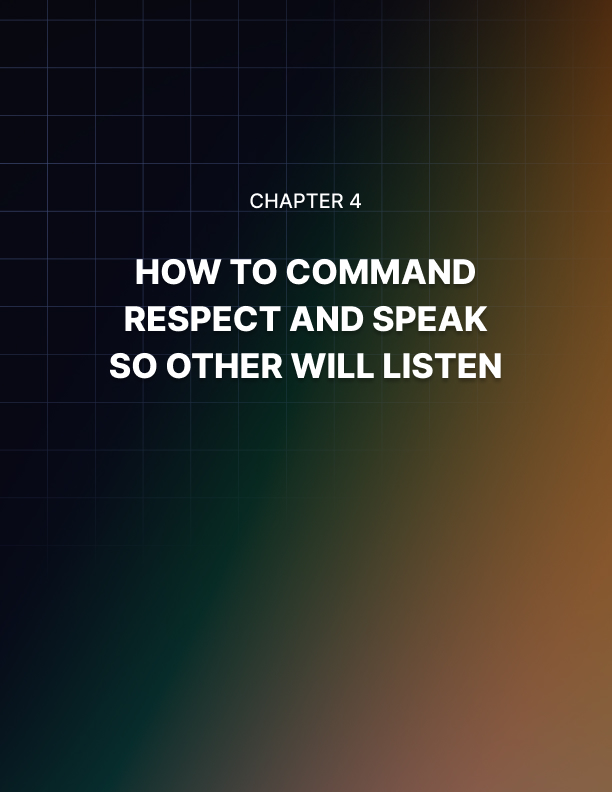 CHAPTER 4
HOW TO COMMAND
RESPECT AND SPEAK
SO OTHER WILL LISTEN